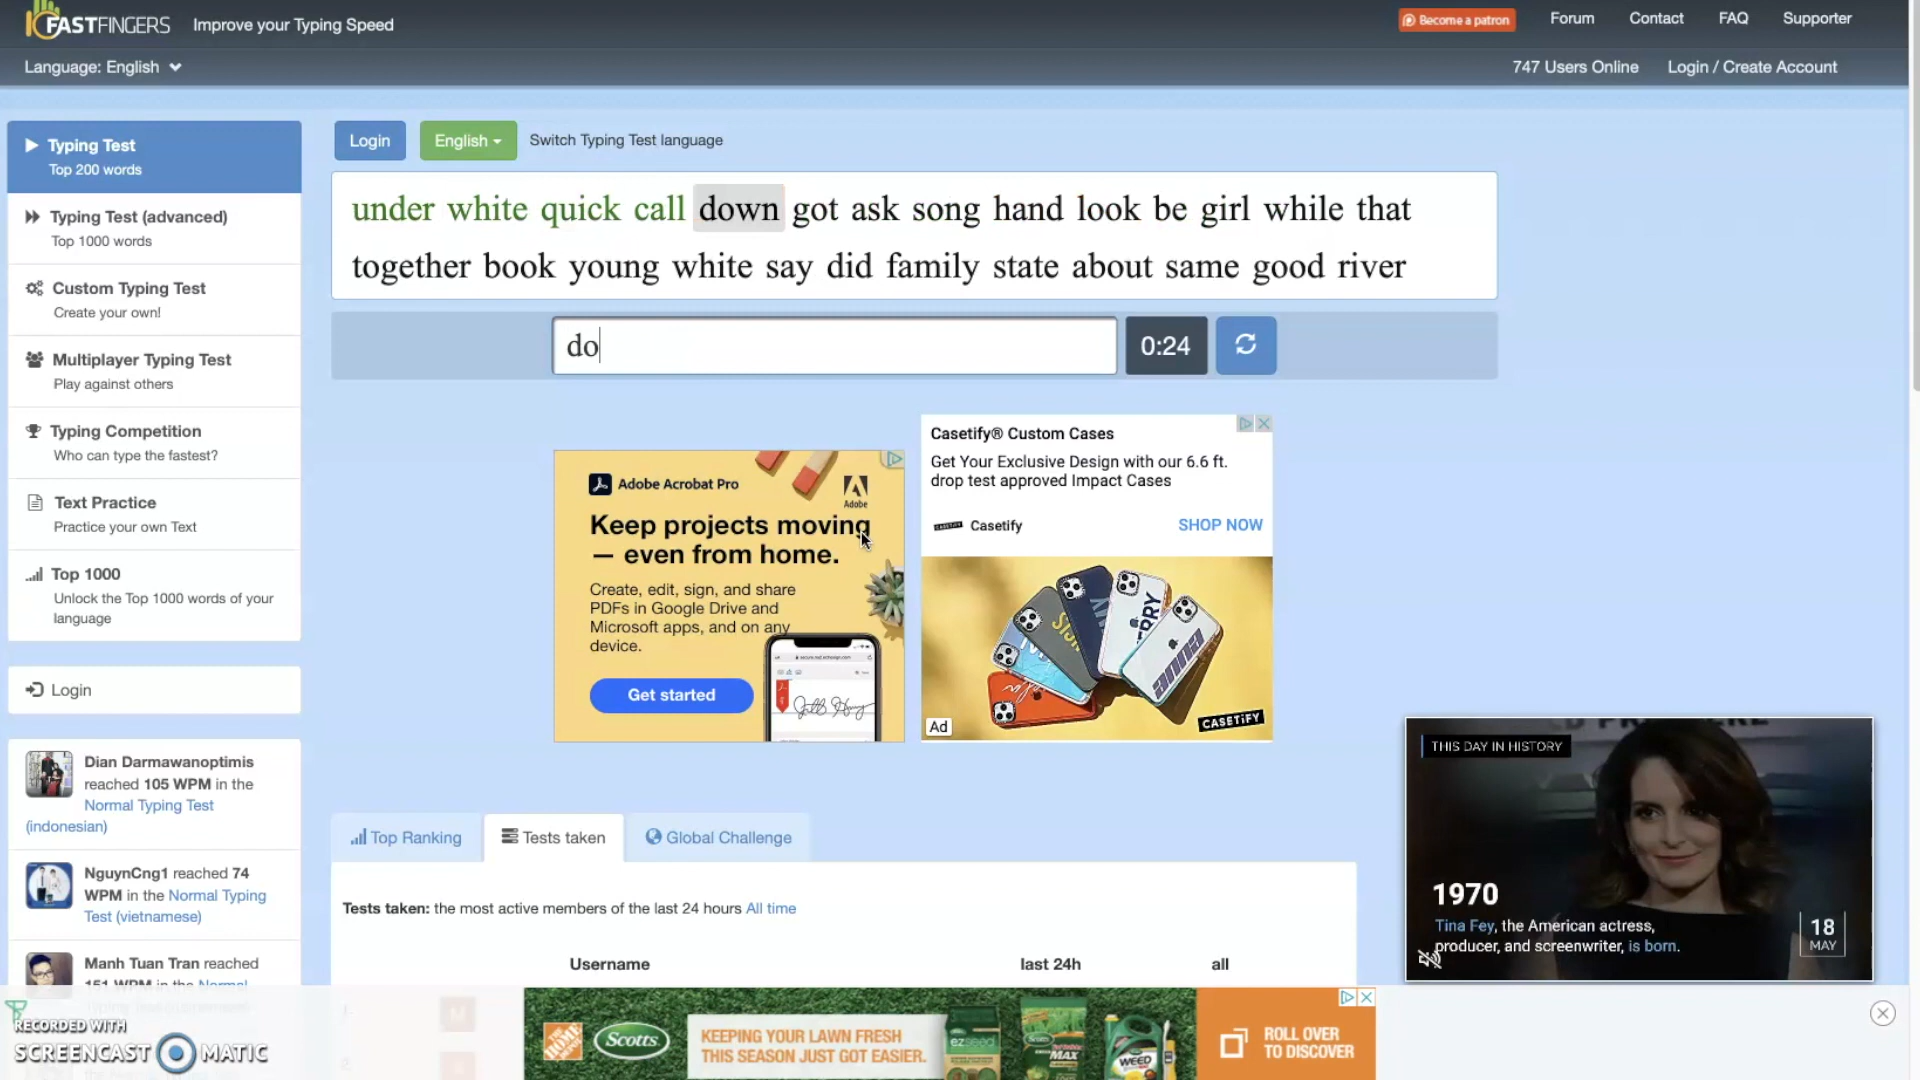 FASTFINGERS Improve your Typing Speed
Become a patron Forum Contact FAQ Supporter
Language: English
747 Users Online Login / Create Account
Typing Test
Top 200 words
Typing Test (advanced)
Top 1000 words
Custom Typing Test
Create your own!
Multiplayer Typing Test
Play against others
Typing Competition
Who can type the fastest?
Text Practice
Practice your own Text
Top 1000
Unlock the Top 1000 words of your
language
Login
Dian Darmawanoptimis
reached 105 WPM in the
Normal Typing Test
(indonesian)
NguynCng1 reached 74
WPM in the Normal Typing
Test (vietnamese)
Manh Tuan Tran reached
151 WPM in the Normal
Login English Switch Typing Test language
under white quick call down got ask song hand look be girl while that
together book young white say did family state about same good river
do
0:24
Adobe Acrobat Pro
Adobe
Keep projects moving
— even from home.
Create, edit, sign, and share
PDFs in Google Drive and
Microsoft apps, and on any
device.
Get started
Casetify® Custom Cases
Get Your Exclusive Design with our 6.6 ft.
drop test approved Impact Cases
Casetify SHOP NOW
anna
Ad
CASETiFY
Top Ranking Tests taken Global Challenge
Tests taken: the most active members of the last 24 hours All time
Username last 24h all
THIS DAY IN HISTORY
1970
Tina Fey, the American actress,
producer, and screenwriter, is born.
18
MAY
RECORDED WITH
SCREENCAST MATIC
Scotts
KEEPING YOUR LAWN FRESH
THIS SEASON JUST GOT EASIER.
ezseed
MAX
WEED
ROLL OVER
TO DISCOVER